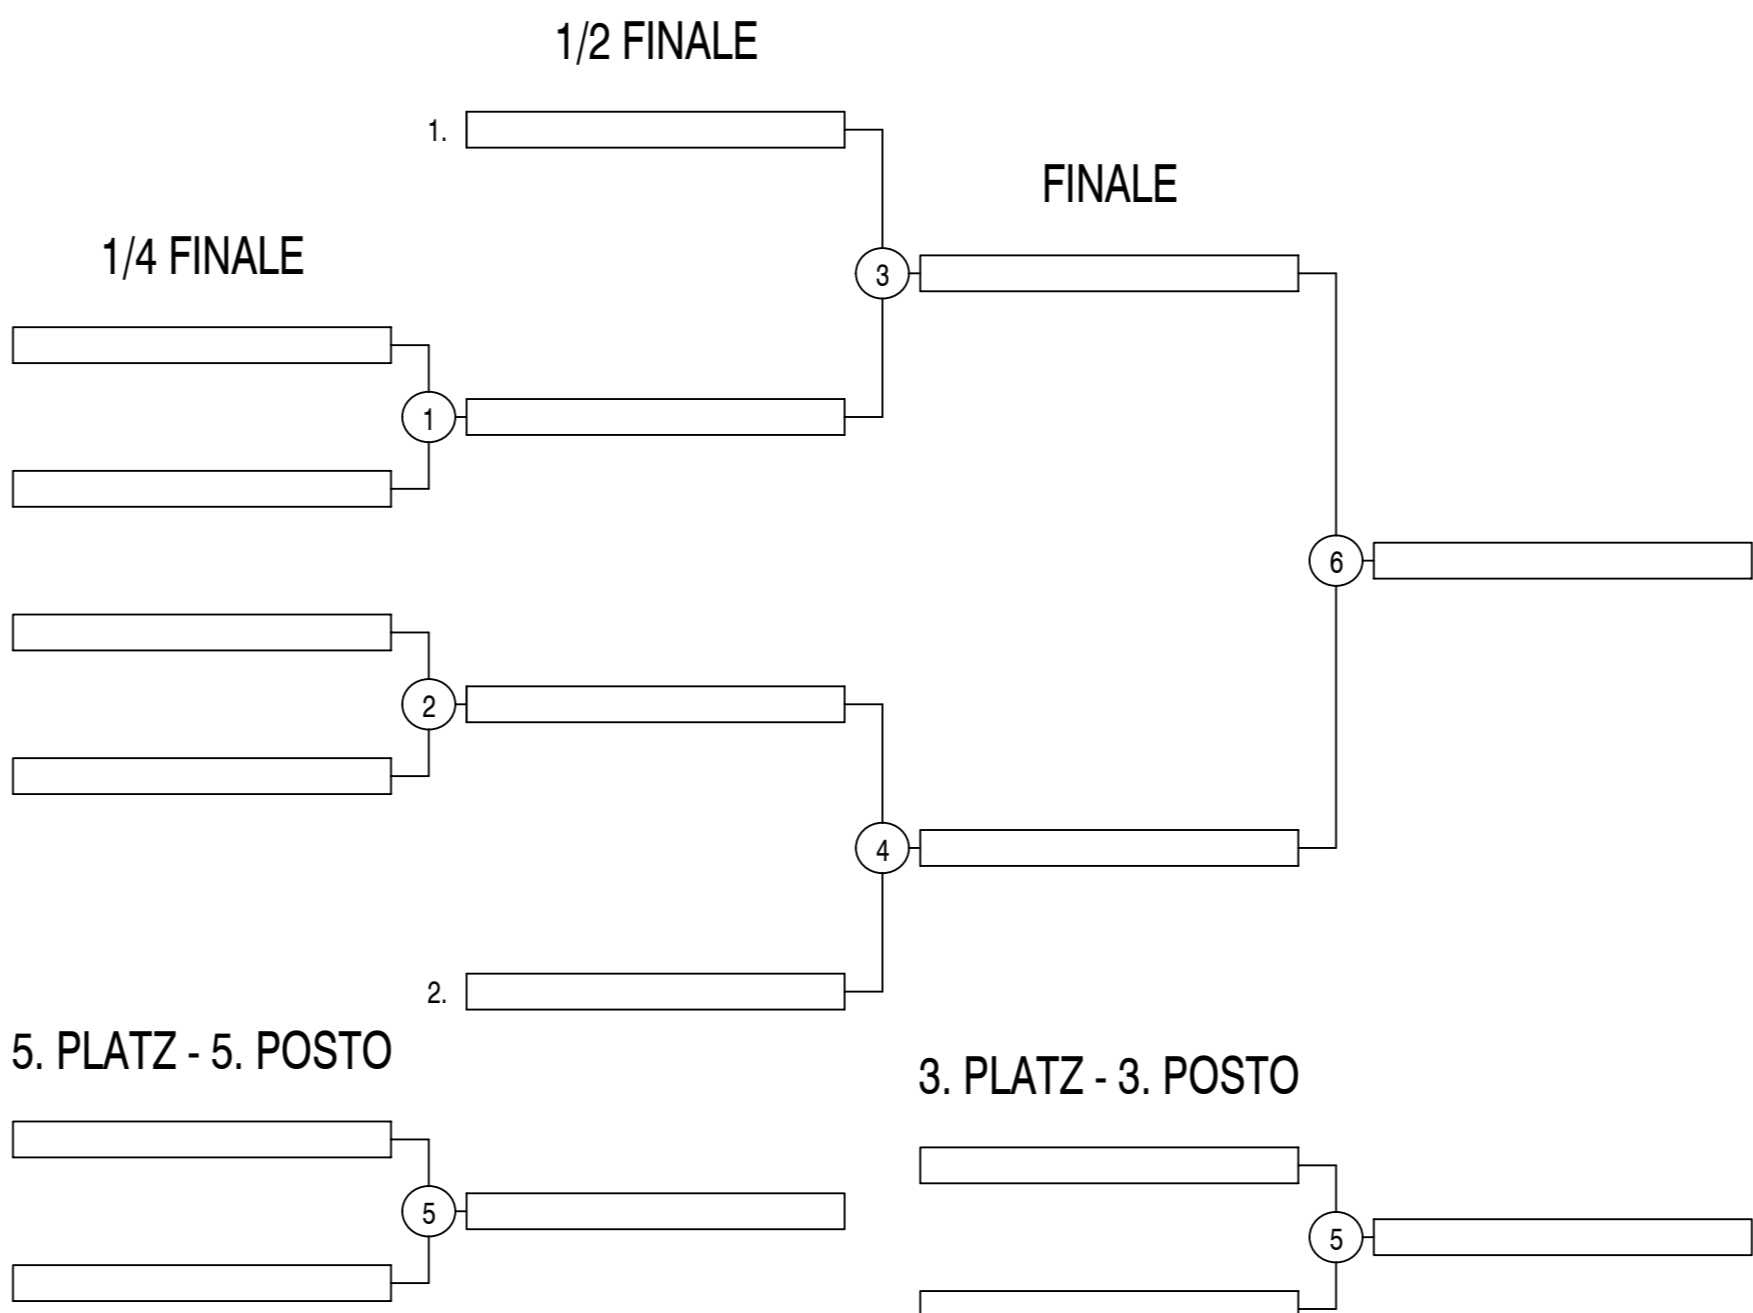 1/2 FINALE
1.
FINALE
1/4 FINALE
3
1
6
2
4
2.
5. PLATZ - 5. POSTO
3. PLATZ - 3. POSTO
5
5